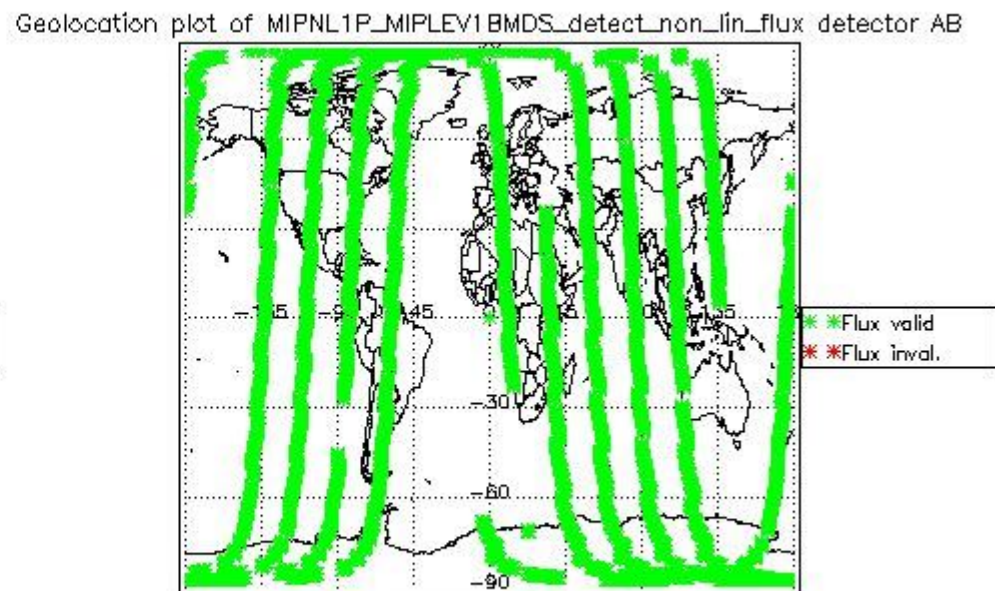 Geolocation plot of MIPNL1P_MIPLEV1BMDS_detect_non_lin_flux detector AB
-45
Flux valid
Flux inval.
-30
-60
-90